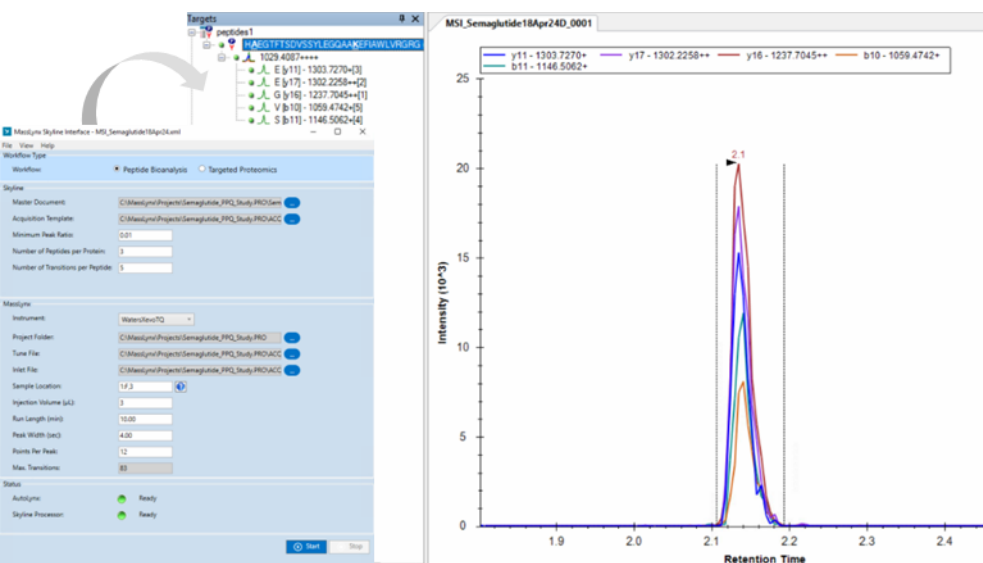 Targets
peptides1
HAEGTFTSDVSSYLEGQAAKEFIAWLVRGRG
1029.4087++++
E [y11] - 1303.7270+[3]
E [y17] - 1302.2258++[2]
G [y16] - 1237.7045++[1]
V [b10] - 1059.4742+[5]
S [b11] - 1146.5062+[4]
MassLynx Skyline Interface - MSI_Semaglutide18Apr24.xml
File View Help
Workflow Type
Workflow: Peptide Bioanalysis Targeted Proteomics
Skyline
Master Document: C:\MassLynx\Projects\Semaglutide_PPQ_Study.PRO\Sem ...
Acquisition Template: C:\MassLynx\Projects\Semaglutide_PPQ_Study.PRO\ACC ...
Minimum Peak Ratio: 0.01
Number of Peptides per Protein: 3
Number of Transitions per Peptide: 5
MassLynx
Instrument: WatersXevoTQ
Project Folder: C:\MassLynx\Projects\Semaglutide_PPQ_Study.PRO ...
Tune File: C:\MassLynx\Projects\Semaglutide_PPQ_Study.PRO\ACC ...
Inlet File: C:\MassLynx\Projects\Semaglutide_PPQ_Study.PRO\ACC ...
Sample Location: 1:F,3
Injection Volume (µL): 3
Run Length (min): 10.00
Peak Width (sec): 4.00
Points Per Peak: 12
Max. Transitions: 83
Status
AutoLynx: Ready
Skyline Processor: Ready
Start Stop
MSI_Semaglutide18Apr24D_0001
y11 - 1303.7270+ y17 - 1302.2258++ y16 - 1237.7045++ b10 - 1059.4742+
b11 - 1146.5062+
25
20
15
10
5
0
Intensity (10^3)
2.1
1.9 2.0 2.1 2.2 2.3 2.4
Retention Time